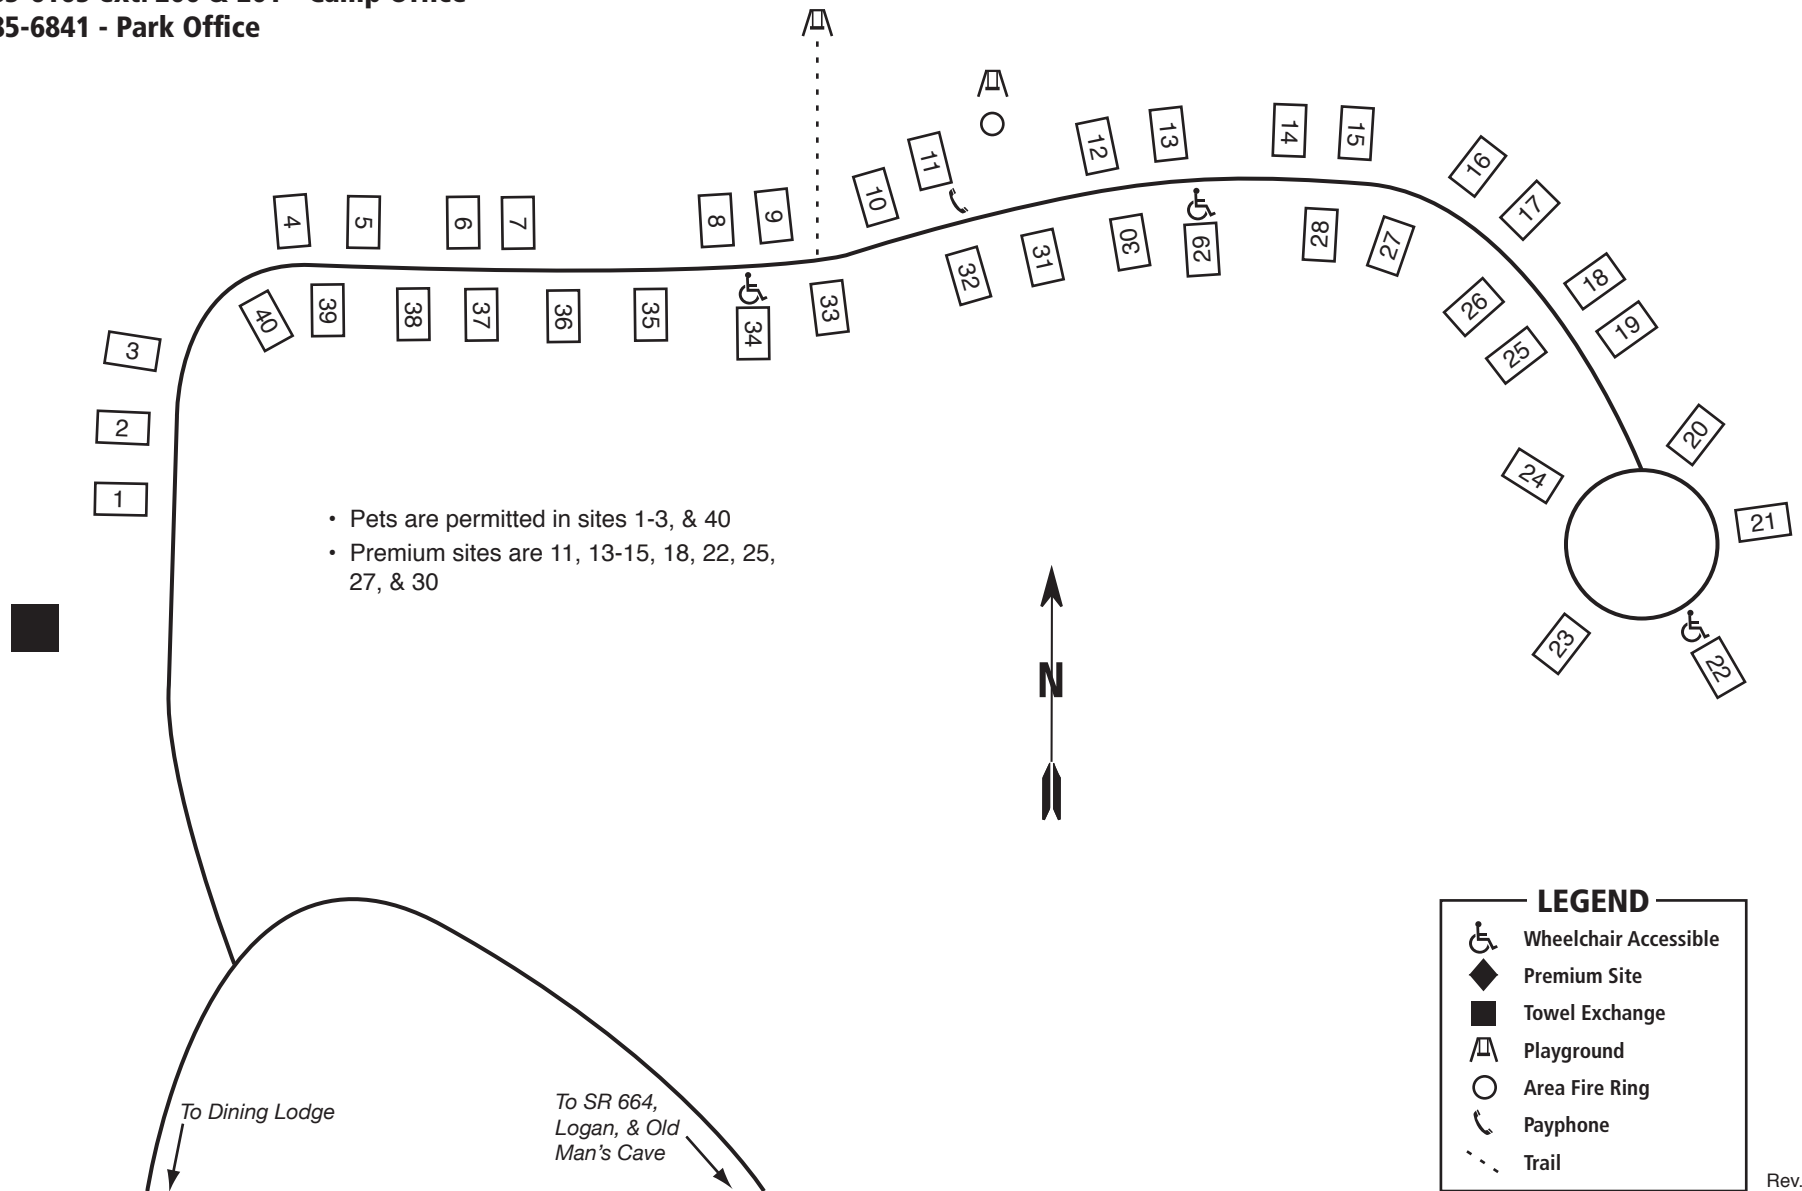 85-6841 - Park Office
4
5
6
7
8
9
10
11
12
13
14
15
16
17
18
19
20
21
22
23
24
25
26
27
28
29
30
31
32
33
34
35
36
37
38
39
40
3
2
1
• Pets are permitted in sites 1-3, & 40
• Premium sites are 11, 13-15, 18, 22, 25,
27, & 30
N
To Dining Lodge
To SR 664,
Logan, & Old
Man's Cave
LEGEND
Wheelchair Accessible
Premium Site
Towel Exchange
Playground
Area Fire Ring
Payphone
Trail
Rev.